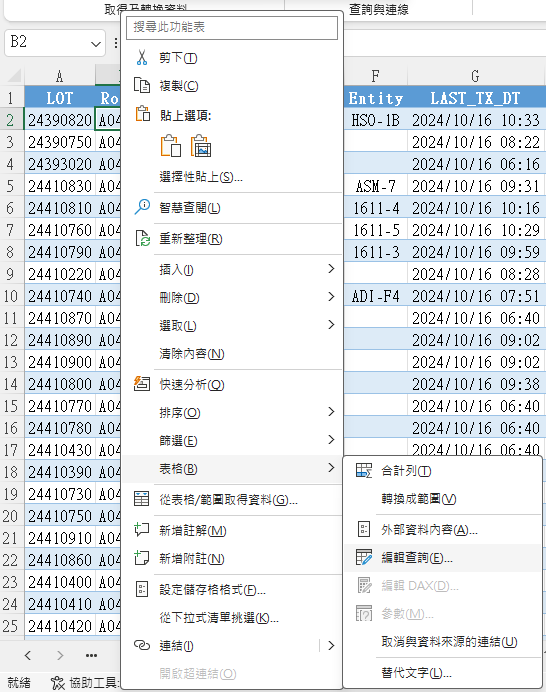 取得及轉換資料
查詢與連線
B2
搜尋此功能表
剪下(T)
複製(C)
貼上選項:
選擇性貼上(S)...
智慧查閱(L)
重新整理(R)
插入(I)
刪除(D)
選取(L)
清除內容(N)
快速分析(Q)
排序(O)
篩選(E)
表格(B)
從表格/範圍取得資料(G)...
新增註解(M)
新增附註(N)
設定儲存格格式(F)...
從下拉式清單挑選(K)...
連結(I)
開啟超連結(O)
合計列(T)
轉換成範圍(V)
外部資料內容(A)...
編輯查詢(E)...
編輯 DAX(D)...
參數(M)...
取消與資料來源的連結(U)
替代文字(L)...
A F G
1 LOT Ro Entity LAST_TX_DT
2 24390820 A04 HSO-1B 2024/10/16 10:33
3 24390750 A04 2024/10/16 08:22
4 24393020 A04 2024/10/16 06:16
5 24410830 A04 ASM-7 2024/10/16 09:31
6 24410810 A04 1611-4 2024/10/16 10:16
7 24410760 A04 1611-5 2024/10/16 10:29
8 24410790 A04 1611-3 2024/10/16 09:59
9 24410220 A04 2024/10/16 08:28
10 24410740 A04 ADI-F4 2024/10/16 07:51
11 24410870 A04 2024/10/16 06:40
12 24410890 A04 2024/10/16 09:02
13 24410900 A04 2024/10/16 09:02
14 24410800 A04 2024/10/16 09:38
15 24410770 A04 2024/10/16 06:40
16 24410780 A04 2024/10/16 06:40
17 24410430 A04 2024/10/16 06:40
18 24410390 A04
19 24410730 A04
20 24410750 A04
21 24410910 A04
22 24410860 A04
23 24410400 A04
24 24410410 A04
25 24410420 A04
就緒
協助工具: